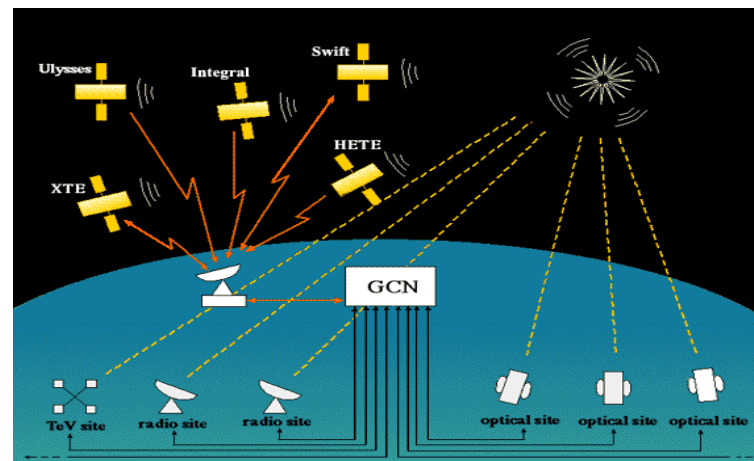 Swift
Ulysses
Integral
HETE
XTE
GCN
TeV site
radio site
radio site
optical site
optical site
optical site